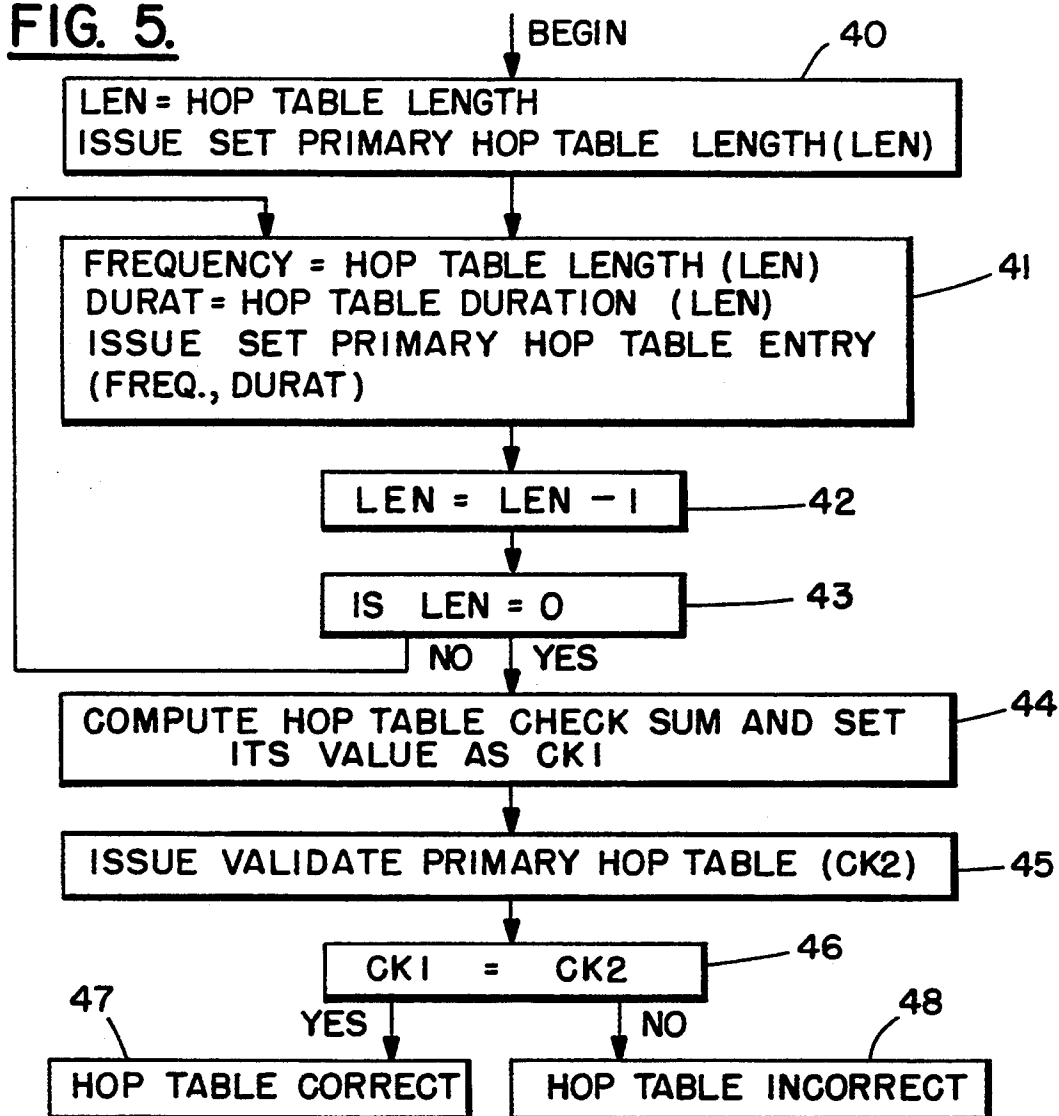 FIG. 5.
BEGIN
40
LEN = HOP TABLE LENGTH
ISSUE SET PRIMARY HOP TABLE LENGTH (LEN)
FREQUENCY = HOP TABLE LENGTH (LEN)
DURAT = HOP TABLE DURATION (LEN)
ISSUE SET PRIMARY HOP TABLE ENTRY
(FREQ., DURAT)
41
LEN = LEN - 1
42
IS LEN = 0
43
NO YES
COMPUTE HOP TABLE CHECK SUM AND SET
ITS VALUE AS CK1
44
ISSUE VALIDATE PRIMARY HOP TABLE (CK2)
45
CK1 = CK2
46
47
YES
NO
48
HOP TABLE CORRECT
HOP TABLE INCORRECT